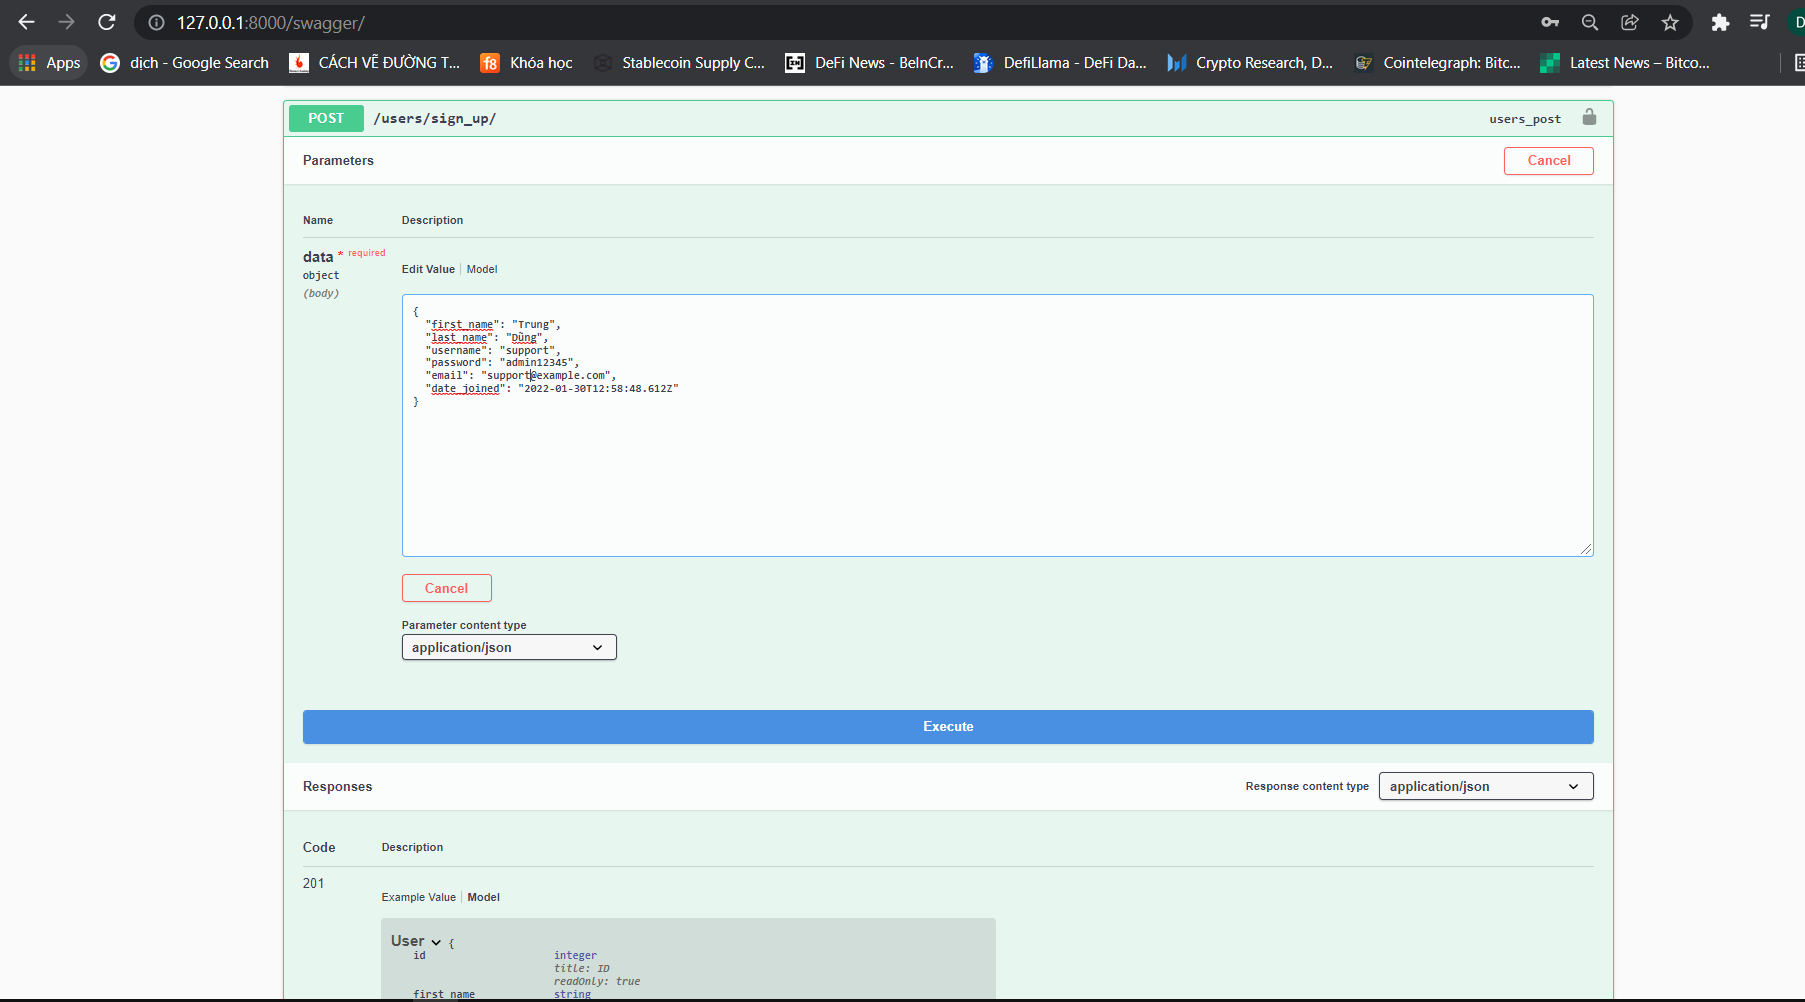 127.0.0.1:8000/swagger/
D
Apps
dịch - Google Search
CÁCH VẼ ĐƯỜNG T...
f8
Khóa học
Stablecoin Supply C...
DeFi News - BeInCr...
DefiLlama - DeFi Da...
Crypto Research, D...
Cointelegraph: Bitc...
Latest News – Bitco...
POST /users/sign_up/ users_post
Parameters Cancel
Name Description
data * required
object
(body)
Edit Value Model
{
"first_name": "Trung",
"last_name": "Dũng",
"username": "support",
"password": "admin12345",
"email": "support@example.com",
"date_joined": "2022-01-30T12:58:48.612Z"
}
Cancel
Parameter content type
application/json
Execute
Responses Response content type application/json
Code Description
201
Example Value Model
User {
id integer
title: ID
readOnly: true
first_name string